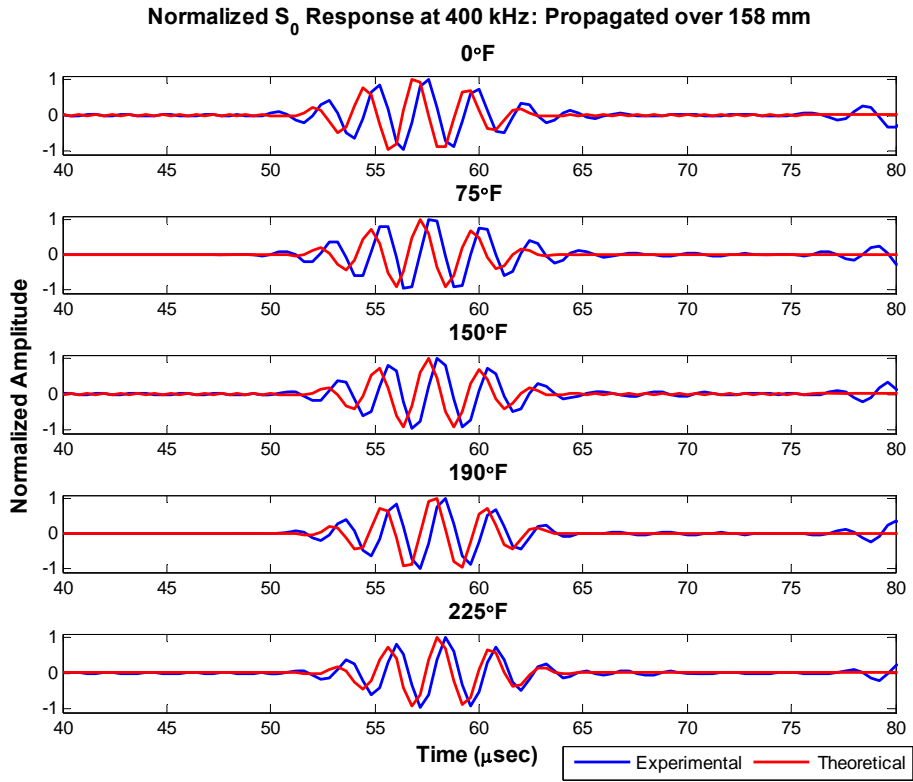 Normalized S0 Response at 400 kHz: Propagated over 158 mm
0°F
1
0
-1
40 45 50 55 60 65 70 75 80
75°F
1
0
-1
40 45 50 55 60 65 70 75 80
Normalized Amplitude
150°F
1
0
-1
40 45 50 55 60 65 70 75 80
190°F
1
0
-1
40 45 50 55 60 65 70 75 80
225°F
1
0
-1
40 45 50 55 60 65 70 75 80
Time (μsec)
Experimental Theoretical